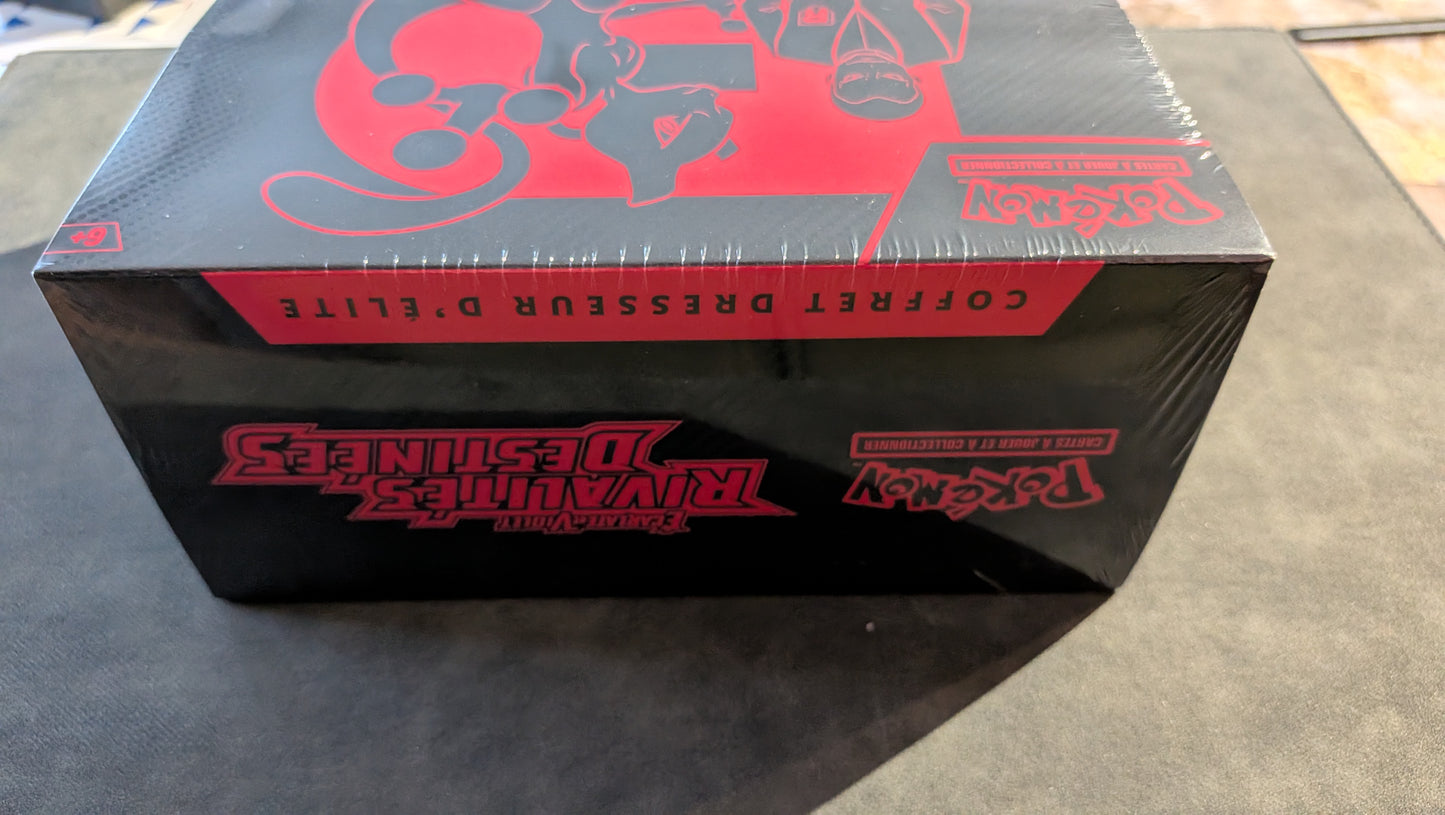 POKÉMON
CARTES À JOUER ET À COLLECTIONNER
6+
COFFRET DRESSEUR D'ÉLITE
POKÉMON
CARTES À JOUER ET À COLLECTIONNER
ÉCARLATE ET VIOLET
RIVALITÉS
DESTINÉES